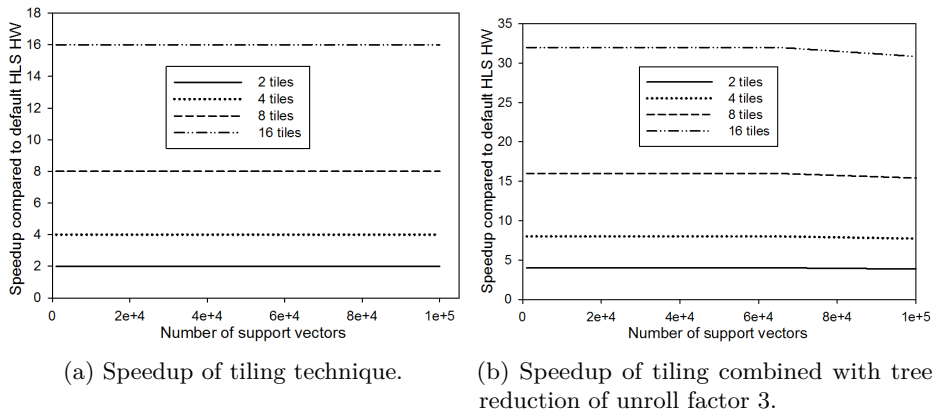 Speedup compared to default HLS HW
18
16
14
12
10
8
6
4
2
0
2 tiles
4 tiles
8 tiles
16 tiles
0 2e+4 4e+4 6e+4 8e+4 1e+5
Number of support vectors
(a) Speedup of tiling technique.
Speedup compared to default HLS HW
35
30
25
20
15
10
5
0
2 tiles
4 tiles
8 tiles
16 tiles
0 2e+4 4e+4 6e+4 8e+4 1e+5
Number of support vectors
(b) Speedup of tiling combined with tree
reduction of unroll factor 3.